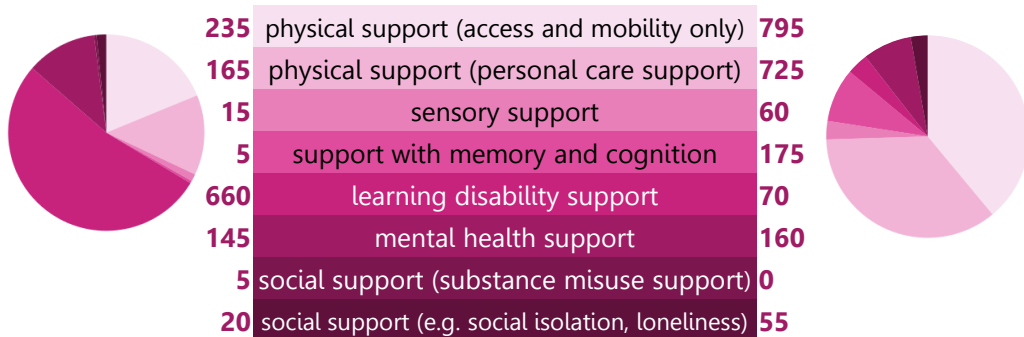 235 physical support (access and mobility only) 795
165 physical support (personal care support) 725
15 sensory support 60
5 support with memory and cognition 175
660 learning disability support 70
145 mental health support 160
5 social support (substance misuse support) 0
20 social support (e.g. social isolation, loneliness) 55